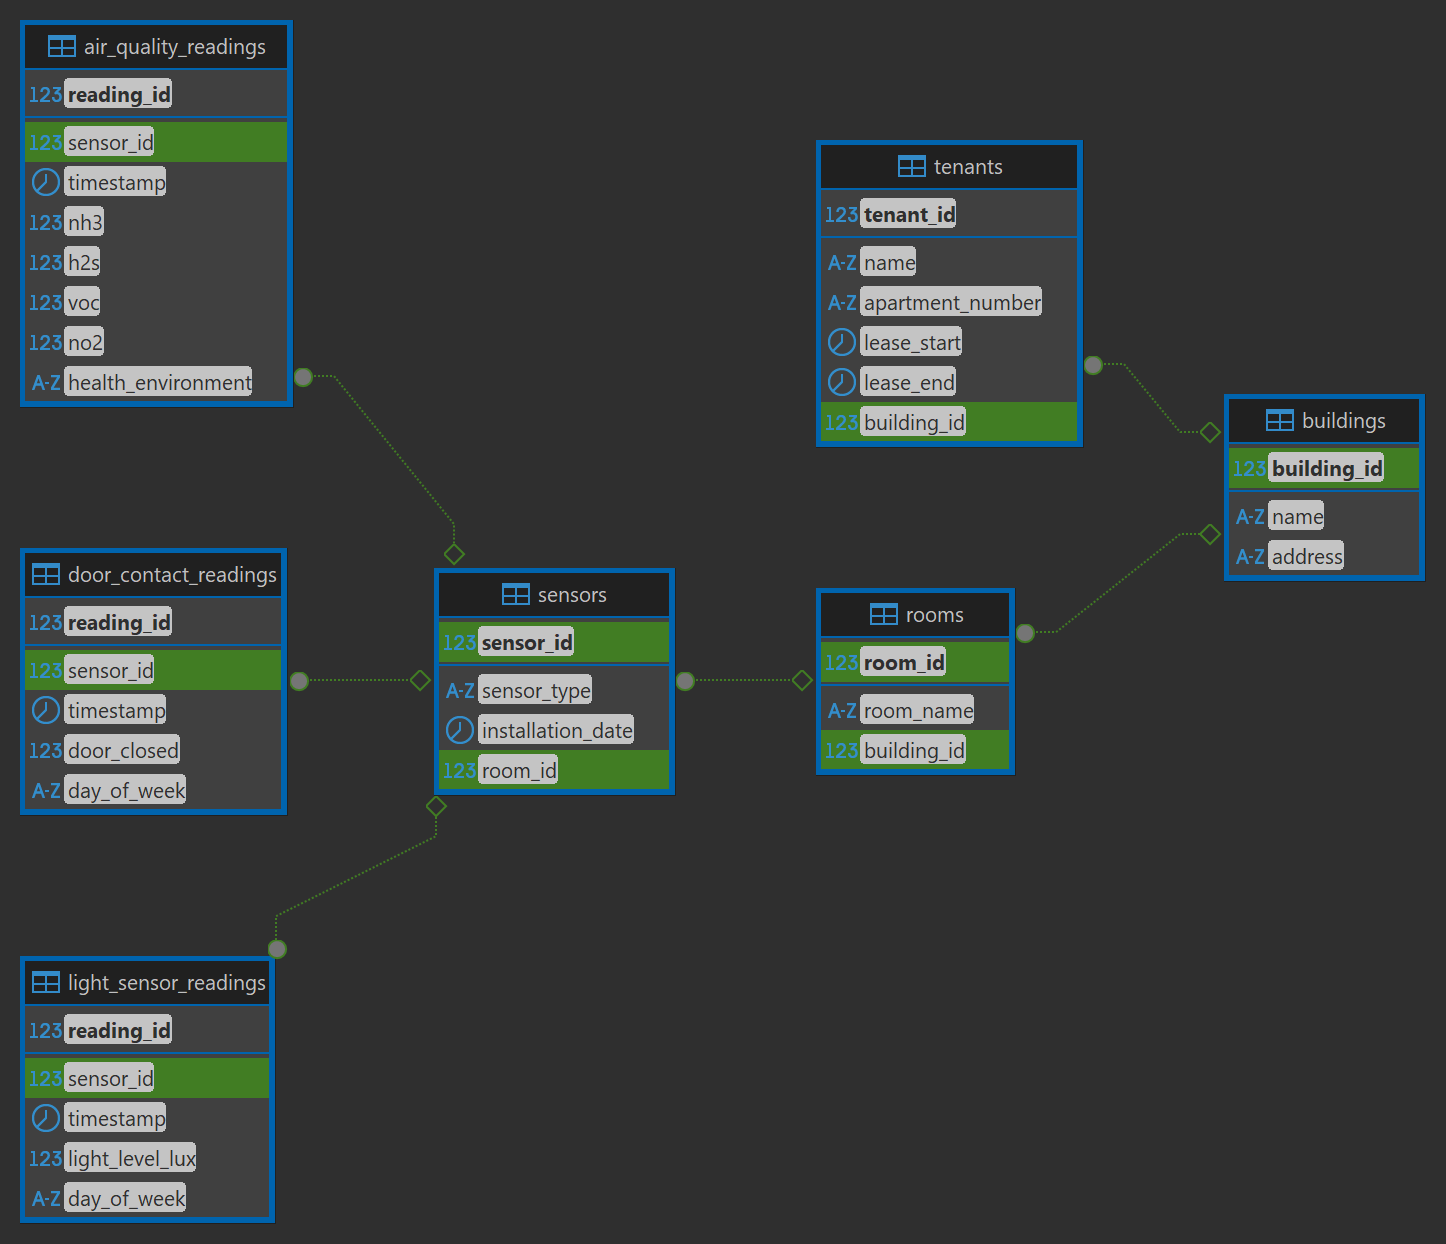 air_quality_readings
123 reading_id
123 sensor_id
timestamp
123 nh3
123 h2s
123 voc
123 no2
A-Z health_environment
tenants
123 tenant_id
A-Z name
A-Z apartment_number
lease_start
lease_end
123 building_id
buildings
123 building_id
A-Z name
A-Z address
door_contact_readings
123 reading_id
123 sensor_id
timestamp
123 door_closed
A-Z day_of_week
sensors
123 sensor_id
A-Z sensor_type
installation_date
123 room_id
rooms
123 room_id
A-Z room_name
123 building_id
light_sensor_readings
123 reading_id
123 sensor_id
timestamp
123 light_level_lux
A-Z day_of_week